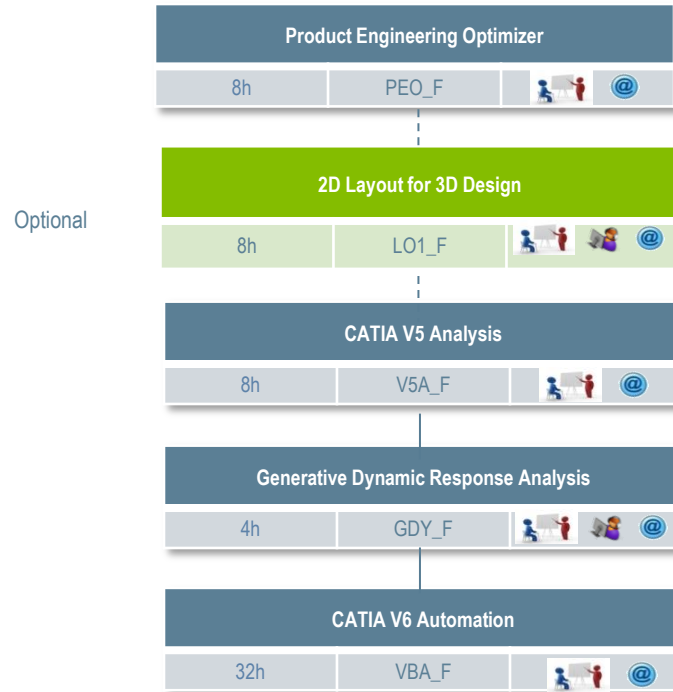 Product Engineering Optimizer
8h PEO_F @
2D Layout for 3D Design
Optional
8h LO1_F @
CATIA V5 Analysis
8h V5A_F @
Generative Dynamic Response Analysis
4h GDY_F @
CATIA V6 Automation
32h VBA_F @